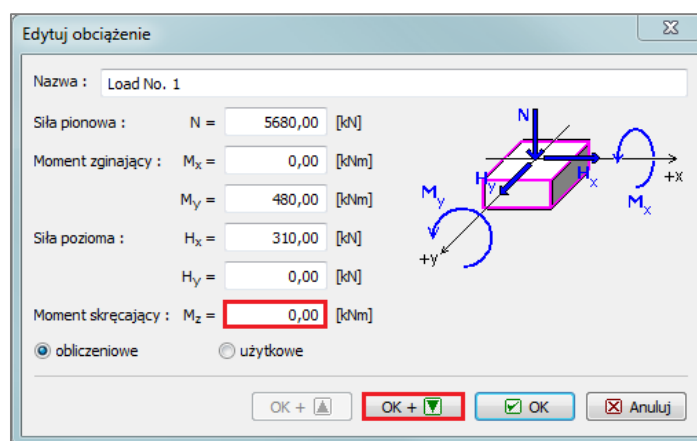 Edytuj obciążenie
Nazwa : Load No. 1
Siła pionowa : N = 5680,00 [kN]
Moment zginający : Mx = 0,00 [kNm]
My = 480,00 [kNm]
Siła pozioma : Hx = 310,00 [kN]
Hy = 0,00 [kN]
Moment skręcający : Mz = 0,00 [kNm]
obliczeniowe użytkowe
N
Hy
Hx
+x
My
Mx
+y
OK + OK + OK Anuluj